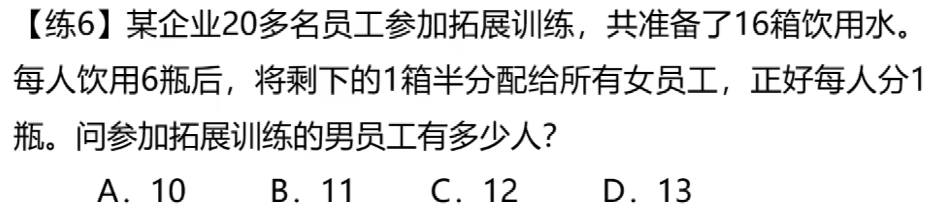 【练6】某企业20多名员工参加拓展训练，共准备了16箱饮用水。
每人饮用6瓶后，将剩下的1箱半分配给所有女员工，正好每人分1
瓶。问参加拓展训练的男员工有多少人？
A．10 B．11 C．12 D．13